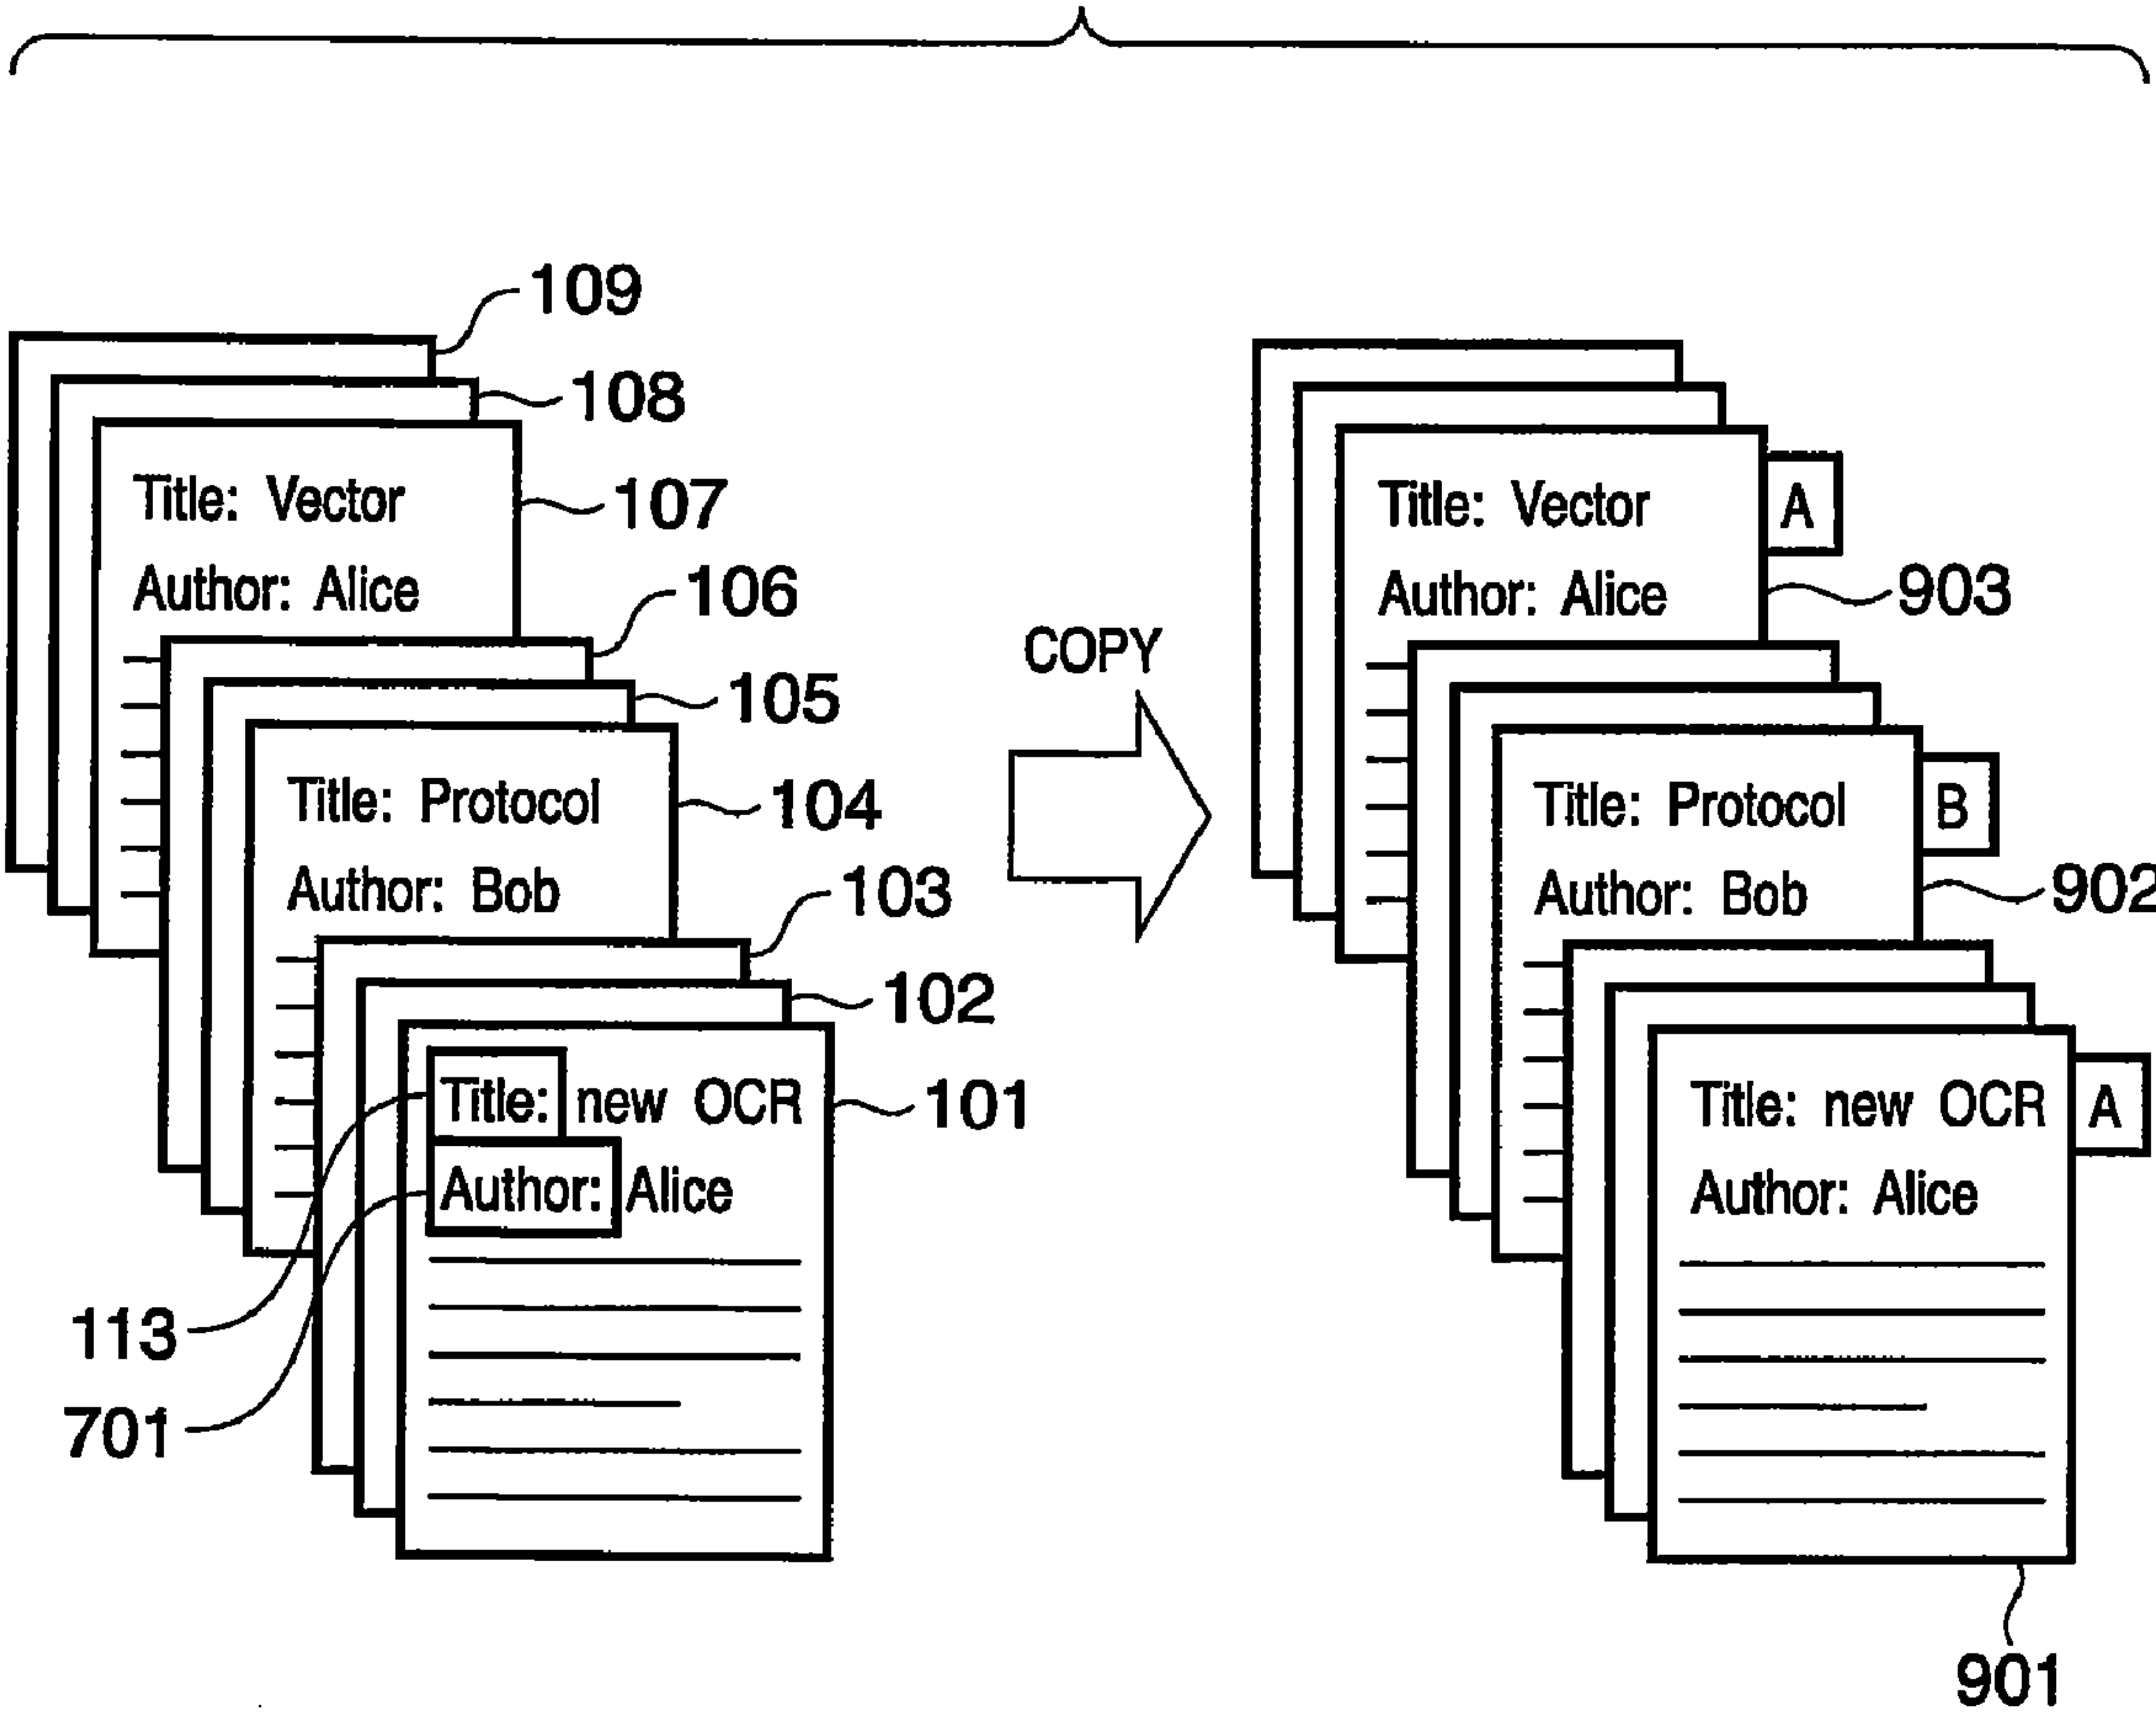 109
108
Title: Vector
107
Author: Alice
106
105
Title: Protocol
104
Author: Bob
103
102
Title: new OCR
101
Author: Alice
113
701
COPY
Title: Vector
A
Author: Alice
903
Title: Protocol
B
Author: Bob
902
Title: new OCR
A
Author: Alice
901